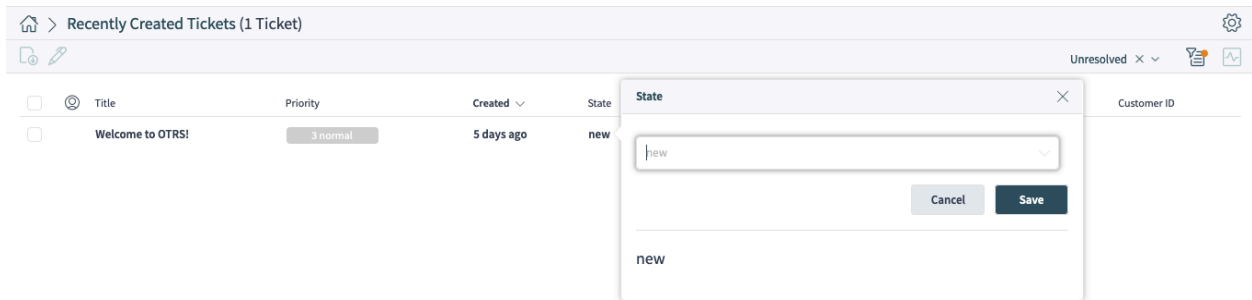 Recently Created Tickets (1 Ticket)
Unresolved
Title Priority Created State Customer ID
Welcome to OTRS! 3 normal 5 days ago new
State
new
Cancel Save
new